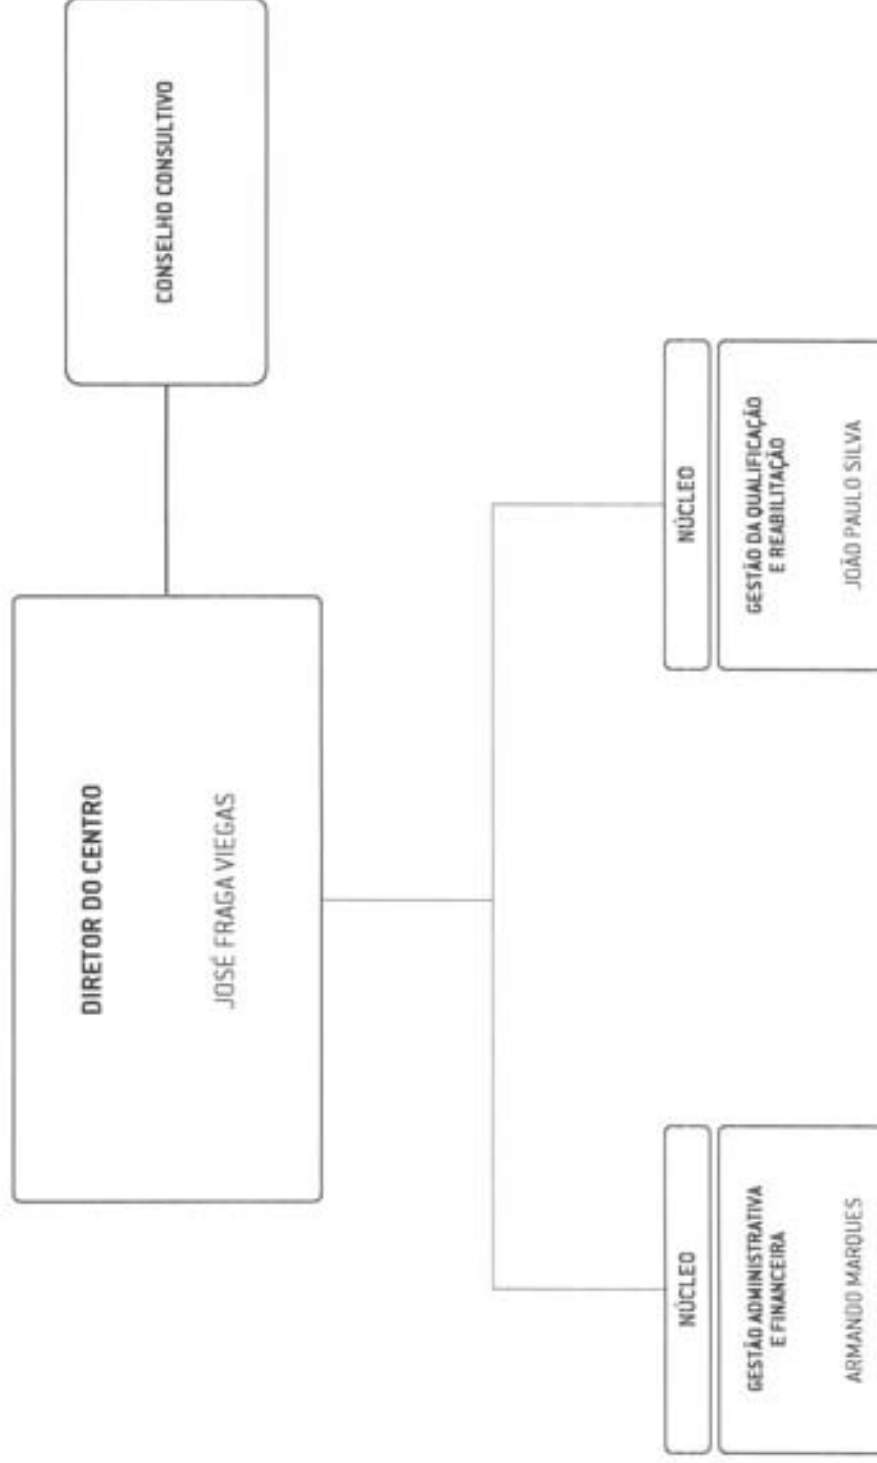 CONSELHO CONSULTIVO
DIRETOR DO CENTRO
JOSÉ FRAGA VIEGAS
NÚCLEO
GESTÃO ADMINISTRATIVA
E FINANCEIRA
ARMANDO MARQUES
NÚCLEO
GESTÃO DA QUALIFICAÇÃO
E REABILITAÇÃO
JOÃO PAULO SILVA